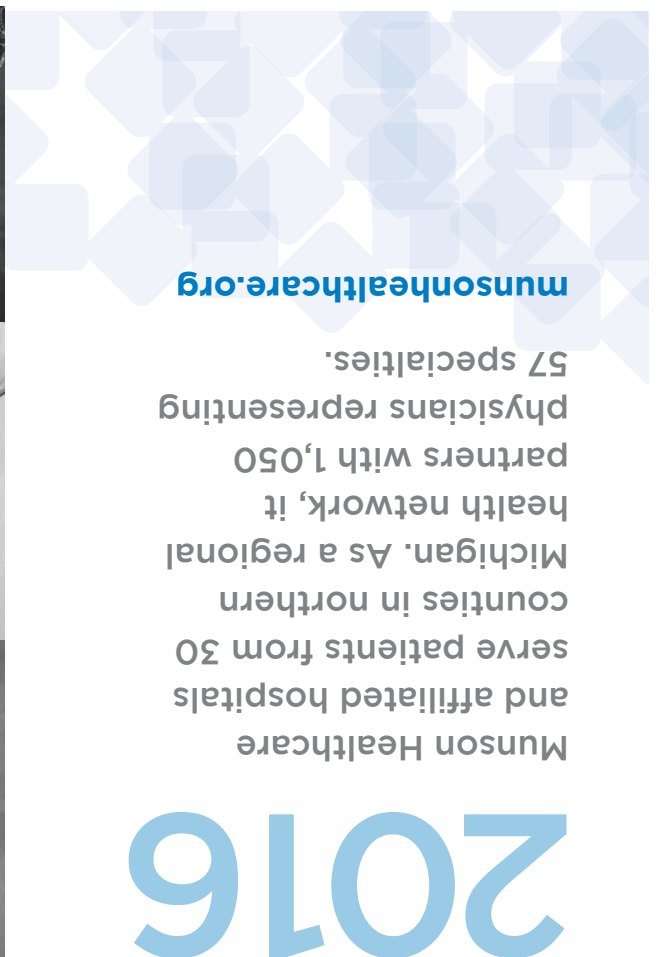 2016
Munson Healthcare
and affiliated hospitals
serve patients from 30
counties in northern
Michigan. As a regional
health network, it
partners with 1,050
physicians representing
57 specialties.
munsonhealthcare.org